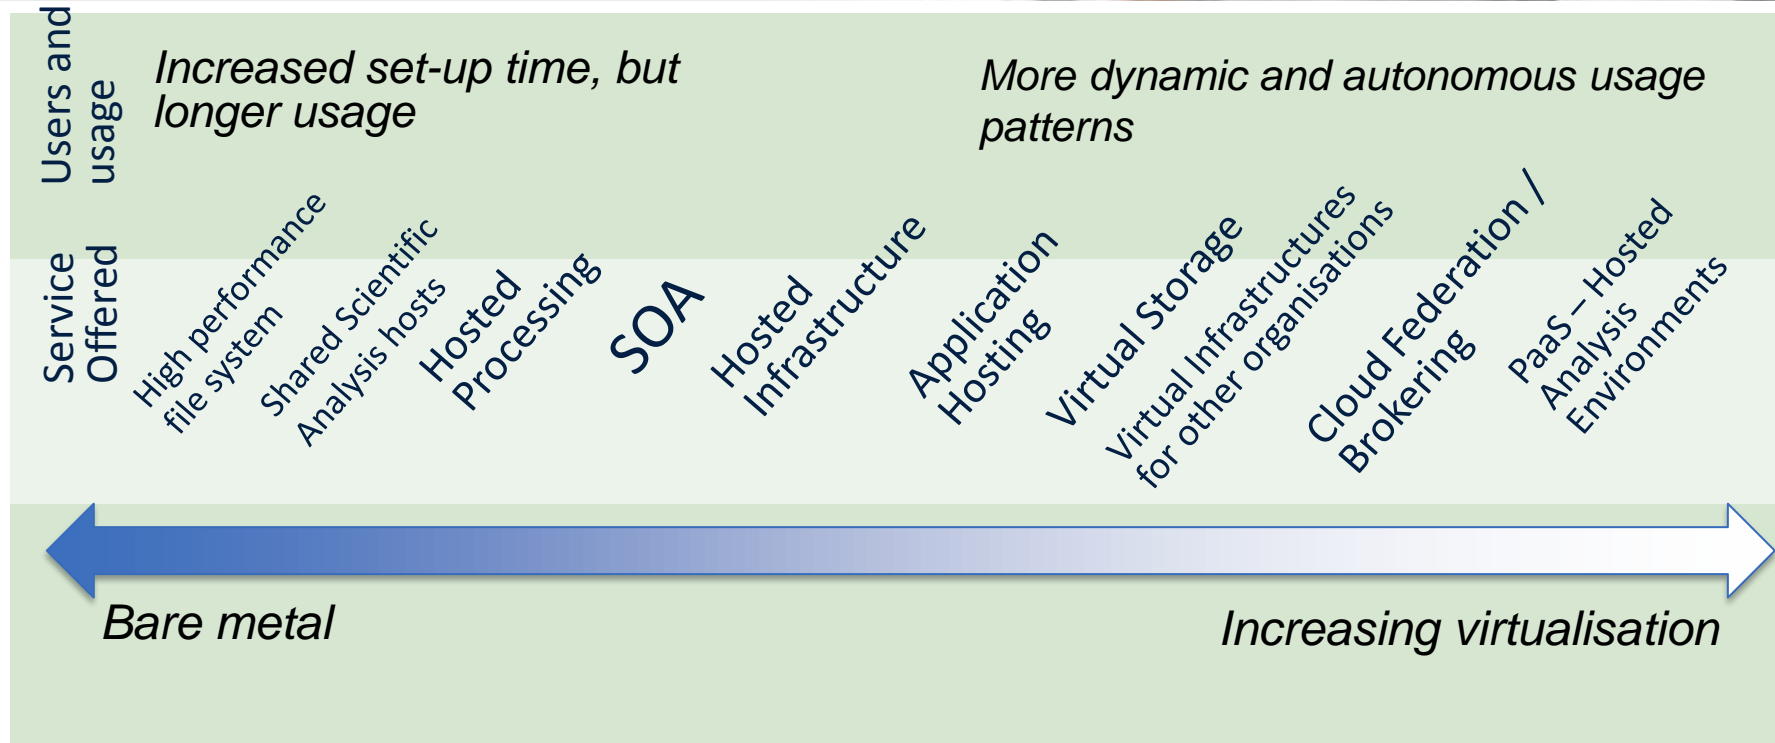 Users and
usage
Increased set-up time, but
longer usage
More dynamic and autonomous usage
patterns
Service
Offered
High performance
file system
Shared Scientific
Analysis hosts
Hosted
Processing
SOA
Hosted
Infrastructure
Application
Hosting
Virtual Storage
Virtual Infrastructures
for other organisations
Cloud Federation /
Brokering
PaaS – Hosted
Analysis
Environments
Bare metal
Increasing virtualisation